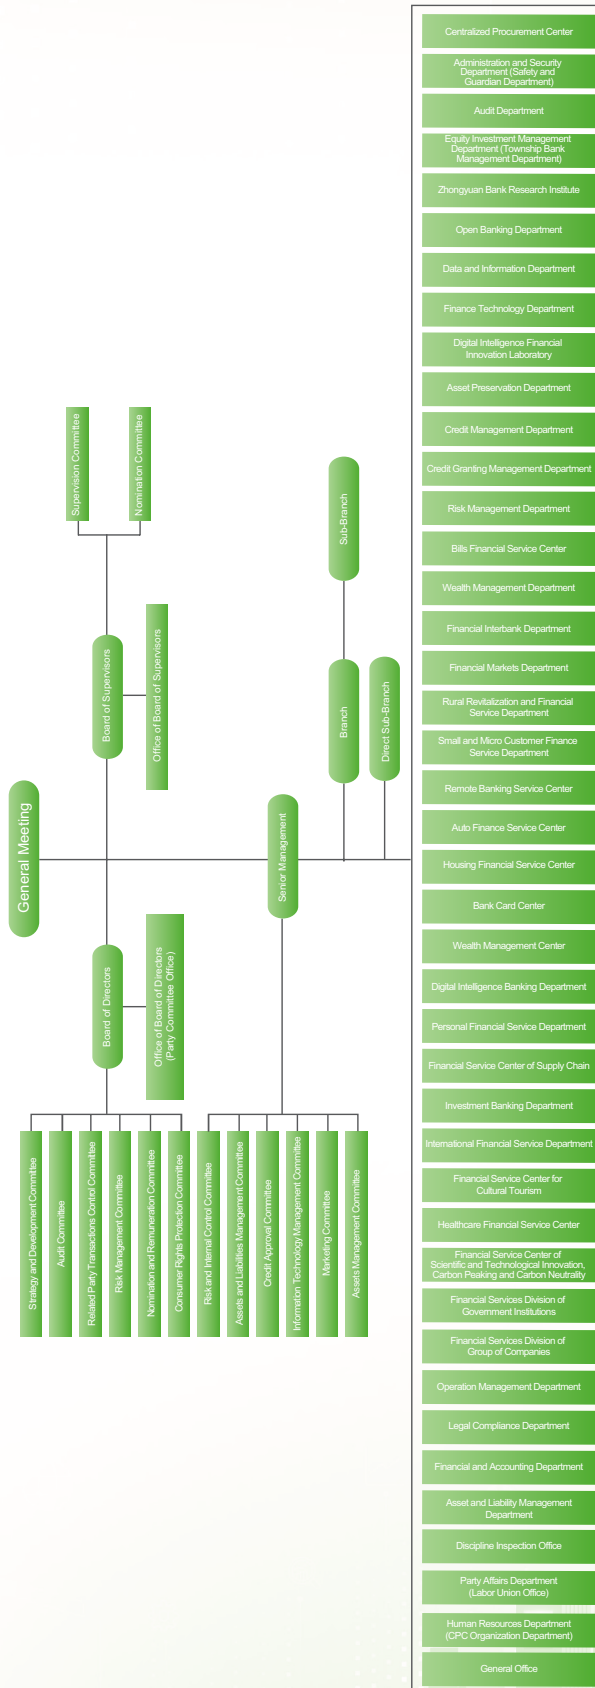 General Meeting
Board of Supervisors
Supervision Committee
Nomination Committee
Office of Board of Supervisors
Board of Directors
Office of Board of Directors
(Party Committee Office)
Strategy and Development Committee
Audit Committee
Related Party Transactions Control Committee
Risk Management Committee
Nomination and Remuneration Committee
Consumer Rights Protection Committee
Senior Management
Risk and Internal Control Committee
Assets and Liabilities Management Committee
Credit Approval Committee
Information Technology Management Committee
Marketing Committee
Assets Management Committee
Branch
Sub-Branch
Direct Sub-Branch
Centralized Procurement Center
Administration and Security
Department (Safety and
Guardian Department)
Audit Department
Equity Investment Management
Department (Township Bank
Management Department)
Zhongyuan Bank Research Institute
Open Banking Department
Data and Information Department
Finance Technology Department
Digital Intelligence Financial
Innovation Laboratory
Asset Preservation Department
Credit Management Department
Credit Granting Management Department
Risk Management Department
Bills Financial Service Center
Wealth Management Department
Financial Interbank Department
Financial Markets Department
Rural Revitalization and Financial
Service Department
Small and Micro Customer Finance
Service Department
Remote Banking Service Center
Auto Finance Service Center
Housing Financial Service Center
Bank Card Center
Wealth Management Center
Digital Intelligence Banking Department
Personal Financial Service Department
Financial Service Center of Supply Chain
Investment Banking Department
International Financial Service Department
Financial Service Center for
Cultural Tourism
Healthcare Financial Service Center
Financial Service Center of
Scientific and Technological Innovation,
Carbon Peaking and Carbon Neutrality
Financial Services Division of
Government Institutions
Financial Services Division of
Group of Companies
Operation Management Department
Legal Compliance Department
Financial and Accounting Department
Asset and Liability Management
Department
Discipline Inspection Office
Party Affairs Department
(Labor Union Office)
Human Resources Department
(CPC Organization Department)
General Office